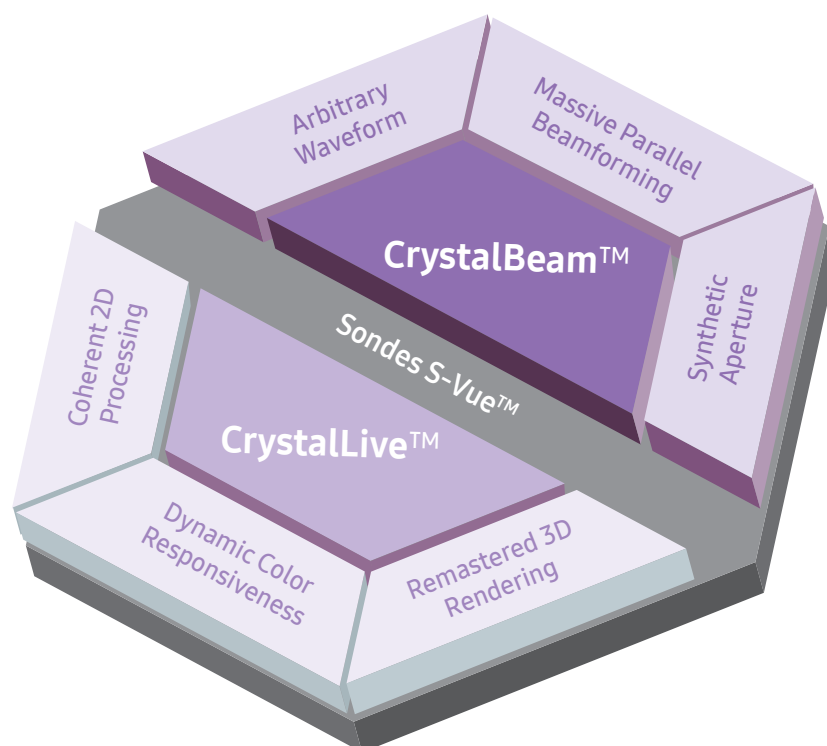 Arbitrary
Waveform
Massive Parallel
Beamforming
CrystalBeam™
Synthetic
Aperture
Sondes S-Vue™
Coherent 2D
Processing
CrystalLive™
Dynamic Color
Responsiveness
Remastered 3D
Rendering